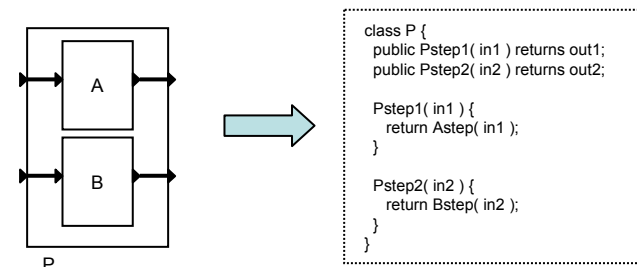 A
B
P
class P {
public Pstep1( in1 ) returns out1;
public Pstep2( in2 ) returns out2;
Pstep1( in1 ) {
return Astep( in1 );
}
Pstep2( in2 ) {
return Bstep( in2 );
}
}